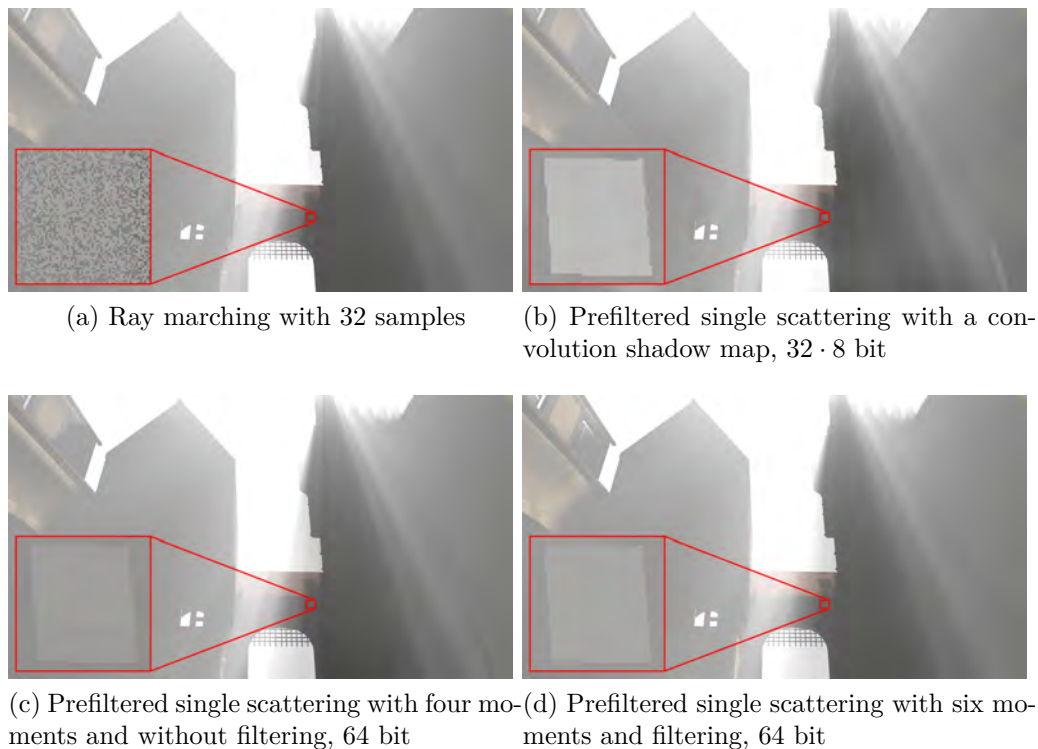 (a) Ray marching with 32 samples
(b) Prefiltered single scattering with a con-
volution shadow map, 32 · 8 bit
(c) Prefiltered single scattering with four mo-
ments and without filtering, 64 bit
(d) Prefiltered single scattering with six mo-
ments and filtering, 64 bit